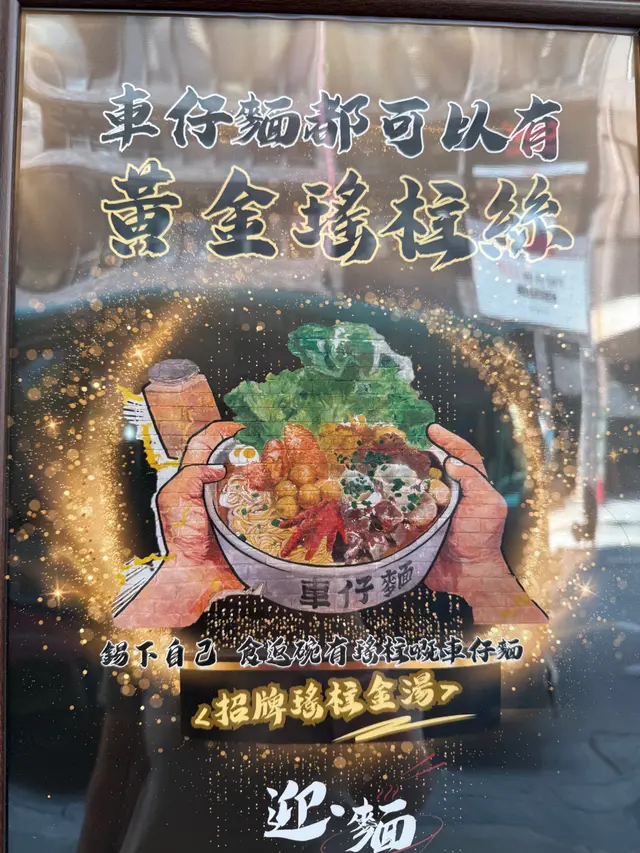 車仔麵都可以有
黃金瑤柱絲
車仔麵
錫下自己 食返碗有瑤柱嘅車仔麵
<招牌瑤柱金湯>
迎·麵